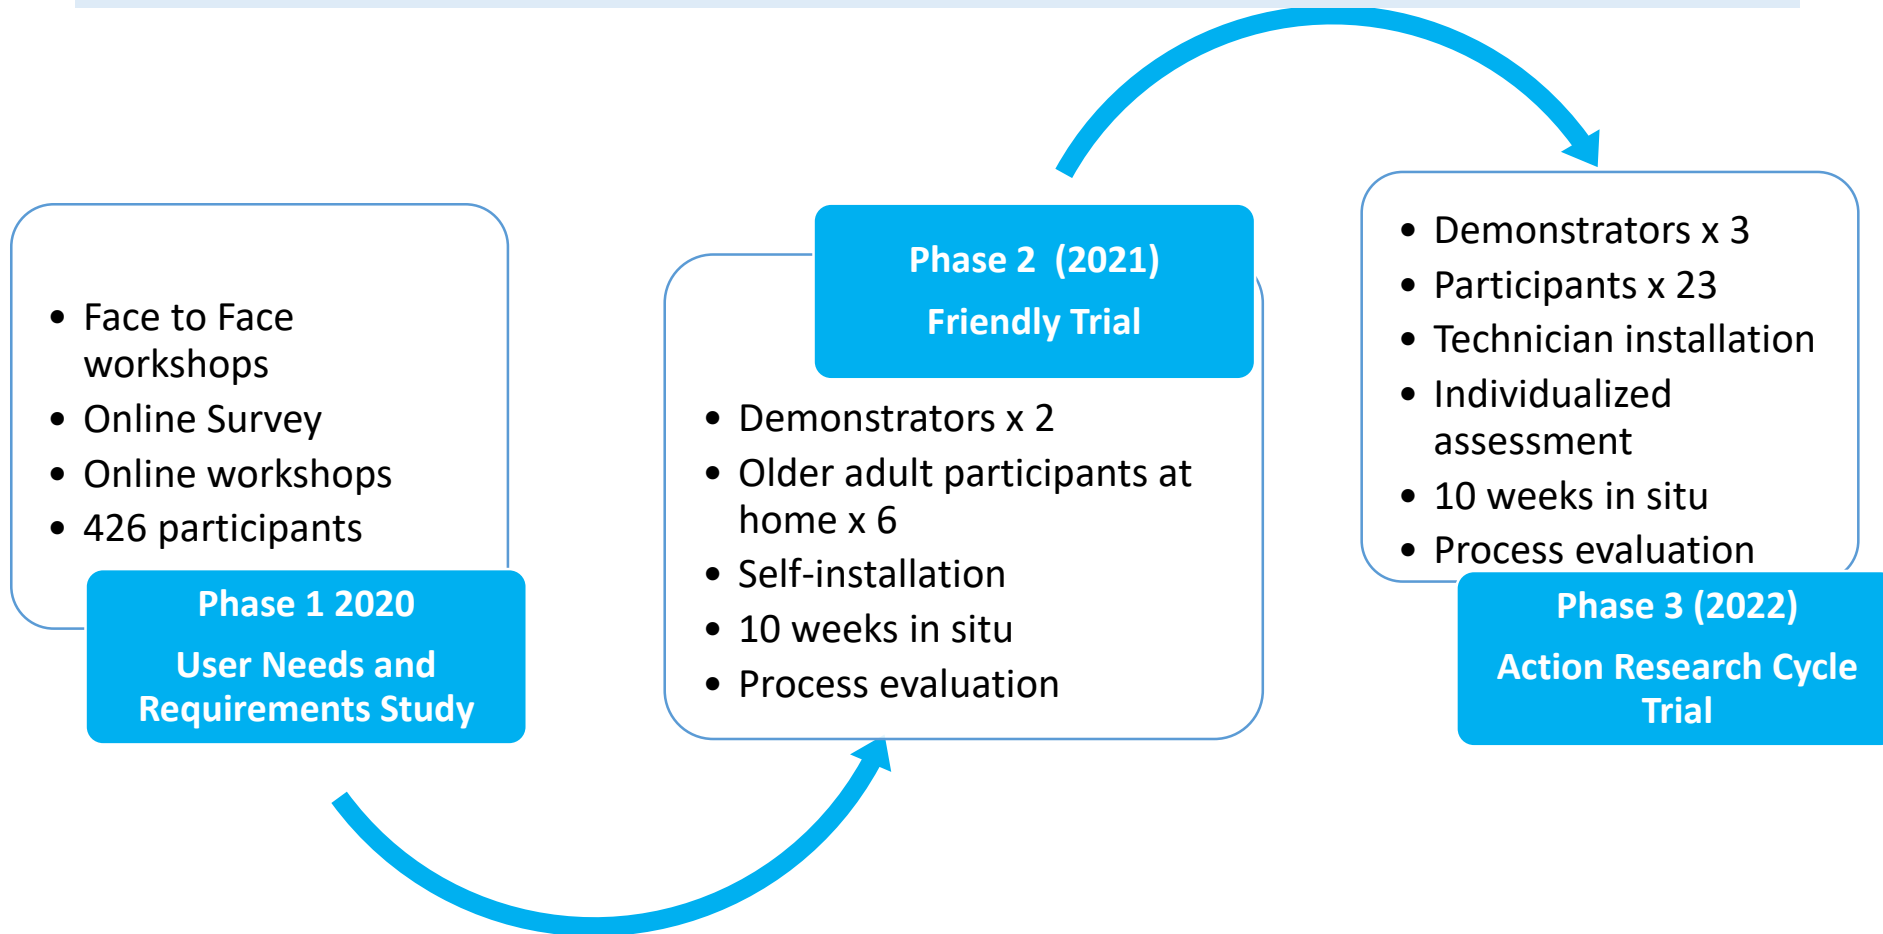 • Face to Face
workshops
• Online Survey
• Online workshops
• 426 participants
Phase 1 2020
User Needs and
Requirements Study
Phase 2 (2021)
Friendly Trial
• Demonstrators x 2
• Older adult participants at
home x 6
• Self-installation
• 10 weeks in situ
• Process evaluation
• Demonstrators x 3
• Participants x 23
• Technician installation
• Individualized
assessment
• 10 weeks in situ
• Process evaluation
Phase 3 (2022)
Action Research Cycle
Trial